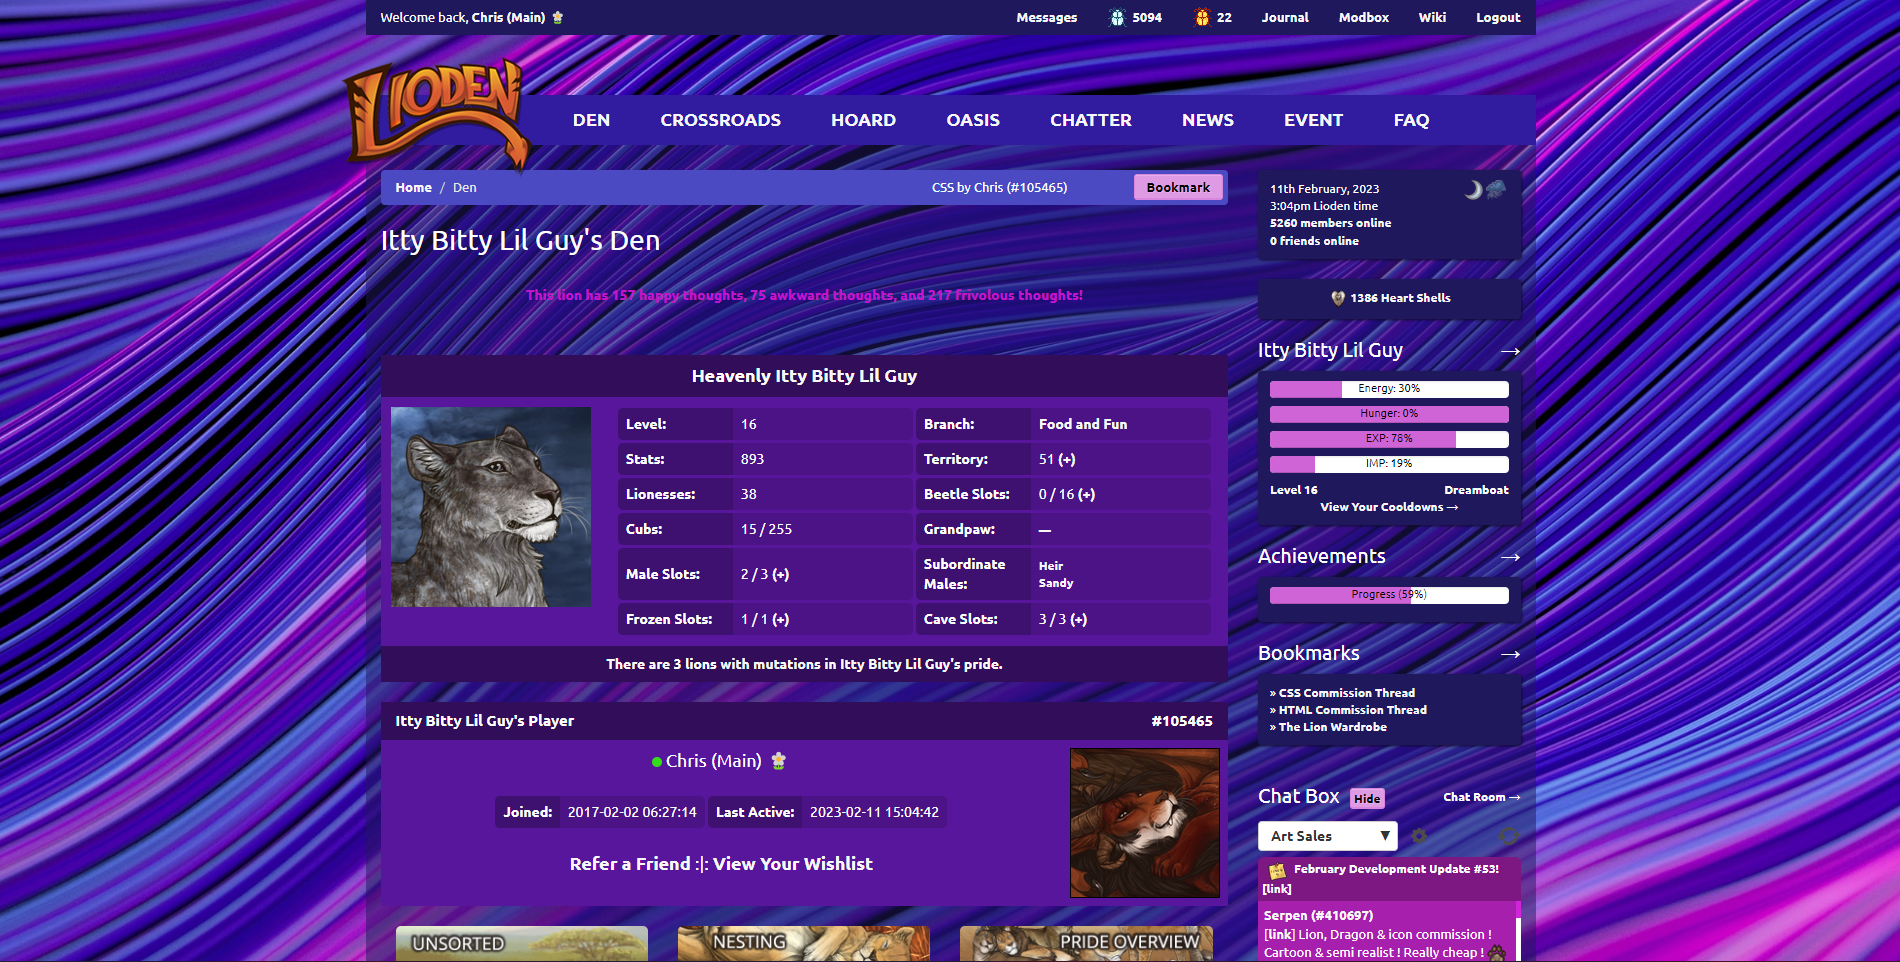 Welcome back, Chris (Main)
Messages
5094
22
Journal
Modbox
Wiki
Logout
LIODEN
DEN
CROSSROADS
HOARD
OASIS
CHATTER
NEWS
EVENT
FAQ
Home / Den
CSS by Chris (#105465)
Bookmark
Itty Bitty Lil Guy's Den
This lion has 157 happy thoughts, 75 awkward thoughts, and 217 frivolous thoughts!
Heavenly Itty Bitty Lil Guy
Level: 16
Branch: Food and Fun
Stats: 893
Territory: 51 (+)
Lionesses: 38
Beetle Slots: 0 / 16 (+)
Cubs: 15 / 255
Grandpaw: —
Male Slots: 2 / 3 (+)
Subordinate Males:
Heir
Sandy
Frozen Slots: 1 / 1 (+)
Cave Slots: 3 / 3 (+)
There are 3 lions with mutations in Itty Bitty Lil Guy's pride.
Itty Bitty Lil Guy's Player
#105465
Chris (Main)
Joined: 2017-02-02 06:27:14
Last Active: 2023-02-11 15:04:42
Refer a Friend :|: View Your Wishlist
UNSORTED
NESTING
PRIDE OVERVIEW
11th February, 2023
3:04pm Lioden time
5260 members online
0 friends online
1386 Heart Shells
Itty Bitty Lil Guy →
Energy: 30%
Hunger: 0%
EXP: 78%
IMP: 19%
Level 16
Dreamboat
View Your Cooldowns →
Achievements →
Progress (59%)
Bookmarks →
» CSS Commission Thread
» HTML Commission Thread
» The Lion Wardrobe
Chat Box
Hide
Chat Room →
Art Sales ▼
February Development Update #53!
[link]
Serpen (#410697)
[link] Lion, Dragon & icon commission !
Cartoon & semi realist ! Really cheap !